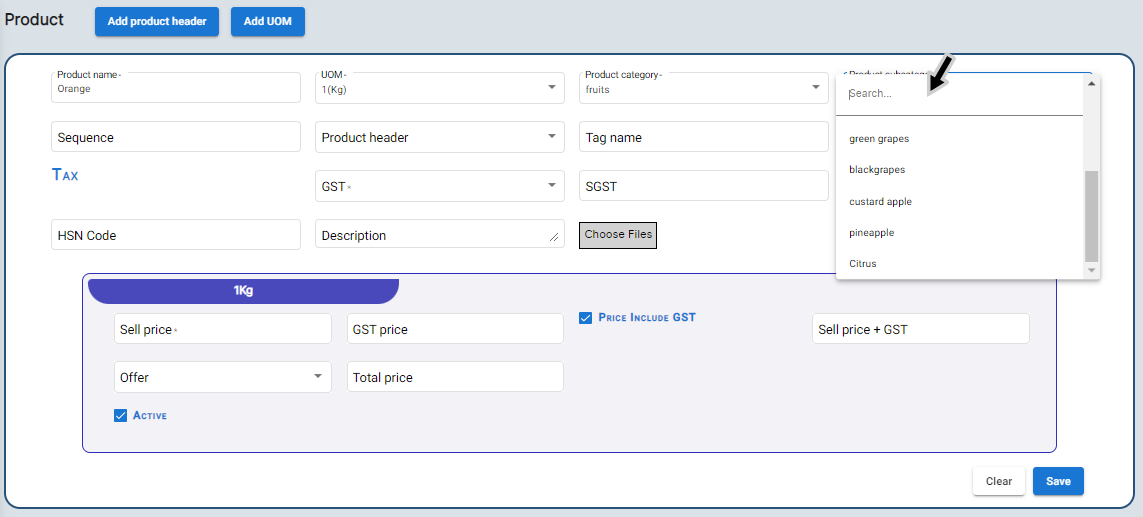 Product
Add product header
Add UOM
Product name*
Orange
UOM*
1(Kg)
Product category*
fruits
Product subcateg
Search...
green grapes
blackgrapes
custard apple
pineapple
Citrus
Sequence
Product header
Tag name
Tax
GST*
SGST
HSN Code
Description
Choose Files
1Kg
Sell price*
GST price
Price Include GST
Sell price + GST
Offer
Total price
Active
Clear
Save